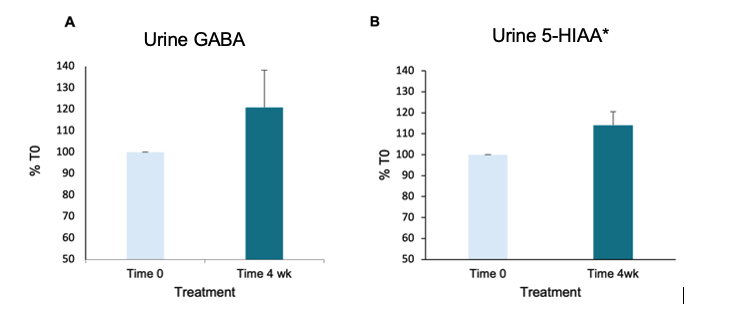 A
Urine GABA
140
130
120
110
100
90
80
70
60
50
% T0
Time 0
Time 4 wk
Treatment
B
Urine 5-HIAA*
140
130
120
110
100
90
80
70
60
50
% T0
Time 0
Time 4wk
Treatment